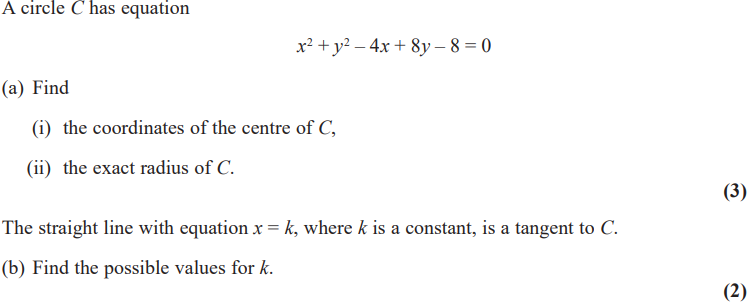 A circle C has equation
x² + y² – 4x + 8y – 8 = 0
(a) Find
(i) the coordinates of the centre of C,
(ii) the exact radius of C.
(3)
The straight line with equation x = k, where k is a constant, is a tangent to C.
(b) Find the possible values for k.
(2)